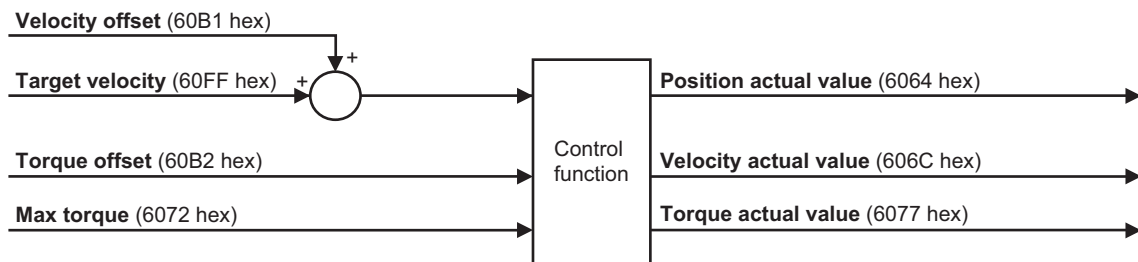 Velocity offset (60B1 hex)
+
Target velocity (60FF hex)
+
Position actual value (6064 hex)
Torque offset (60B2 hex)
Control
function
Velocity actual value (606C hex)
Max torque (6072 hex)
Torque actual value (6077 hex)